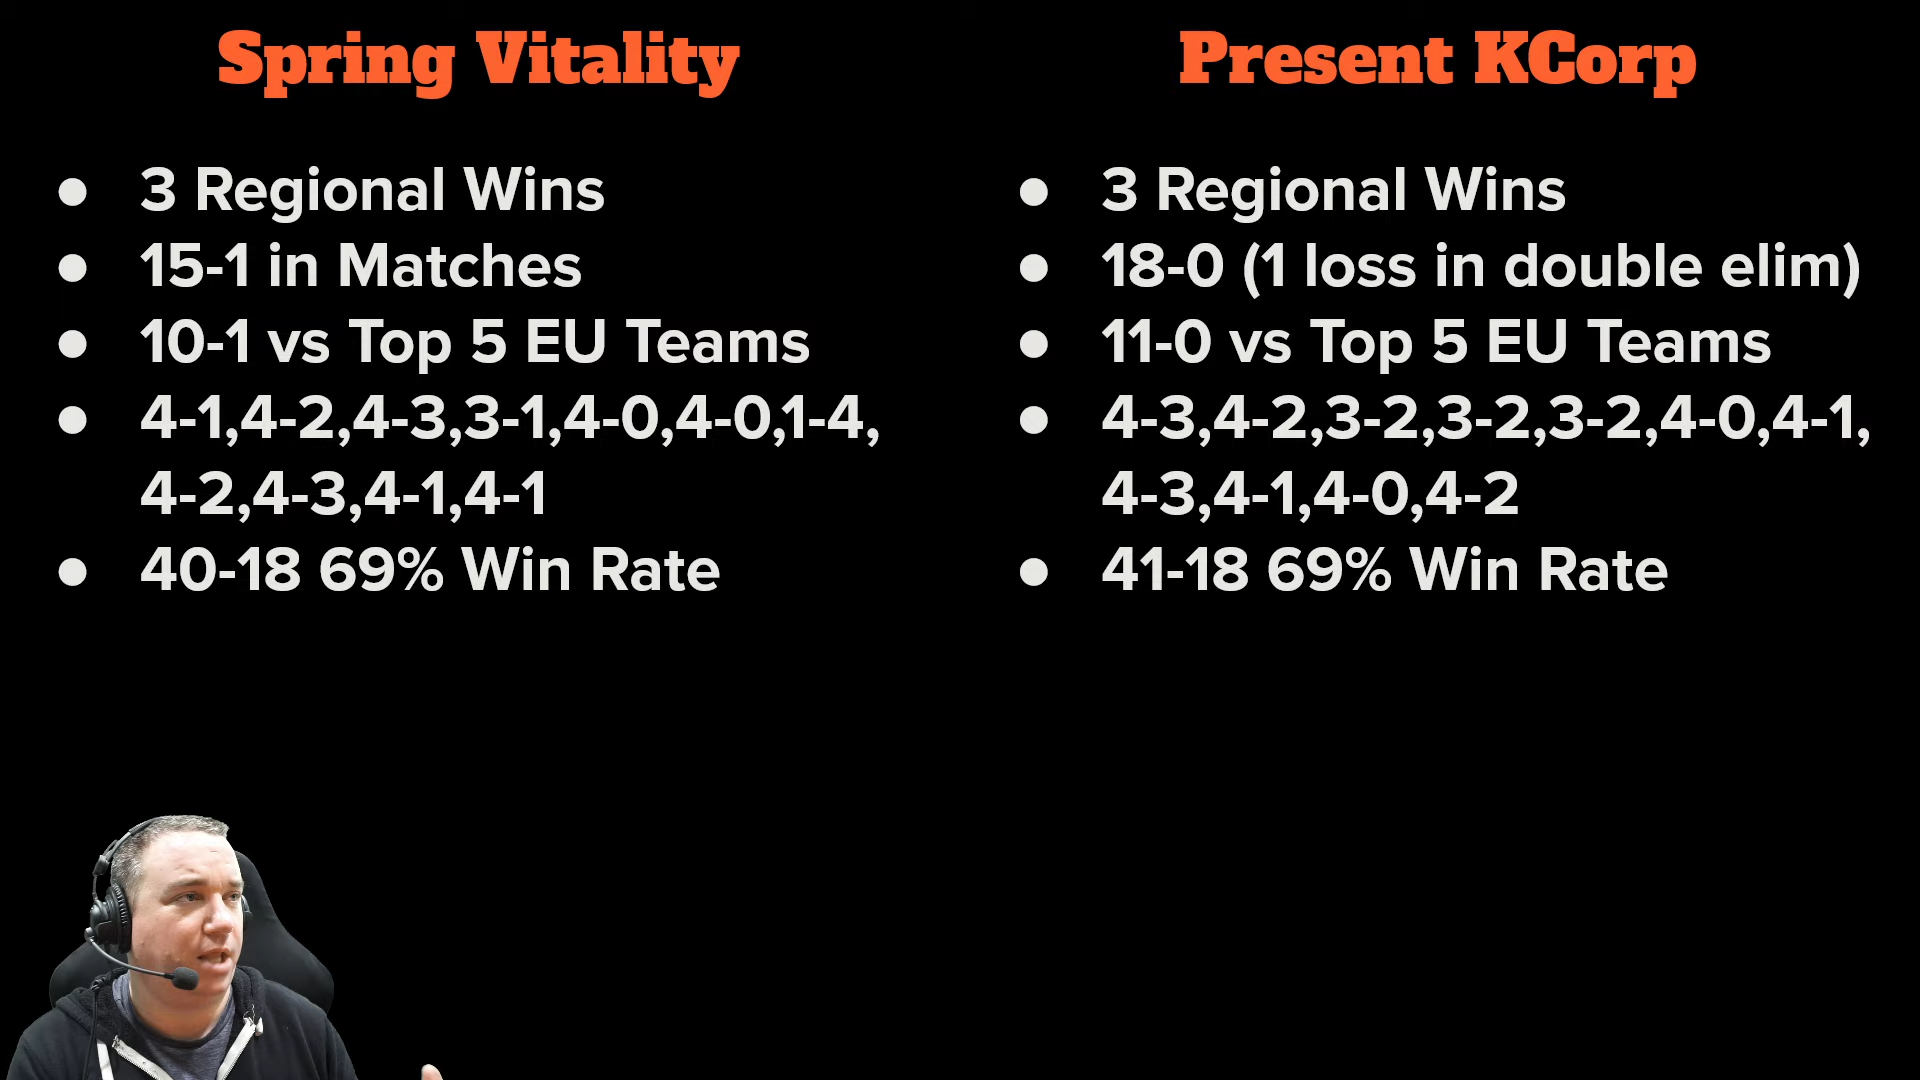 Spring Vitality
● 3 Regional Wins
● 15-1 in Matches
● 10-1 vs Top 5 EU Teams
● 4-1,4-2,4-3,3-1,4-0,4-0,1-4,
4-2,4-3,4-1,4-1
● 40-18 69% Win Rate
Present KCorp
● 3 Regional Wins
● 18-0 (1 loss in double elim)
● 11-0 vs Top 5 EU Teams
● 4-3,4-2,3-2,3-2,3-2,4-0,4-1,
4-3,4-1,4-0,4-2
● 41-18 69% Win Rate